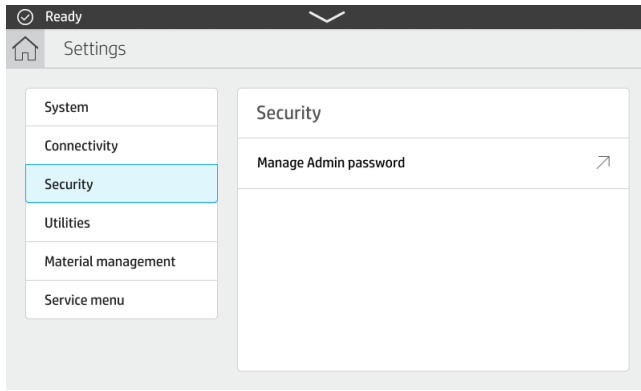 Ready
Settings
System
Connectivity
Security
Utilities
Material management
Service menu
Security
Manage Admin password